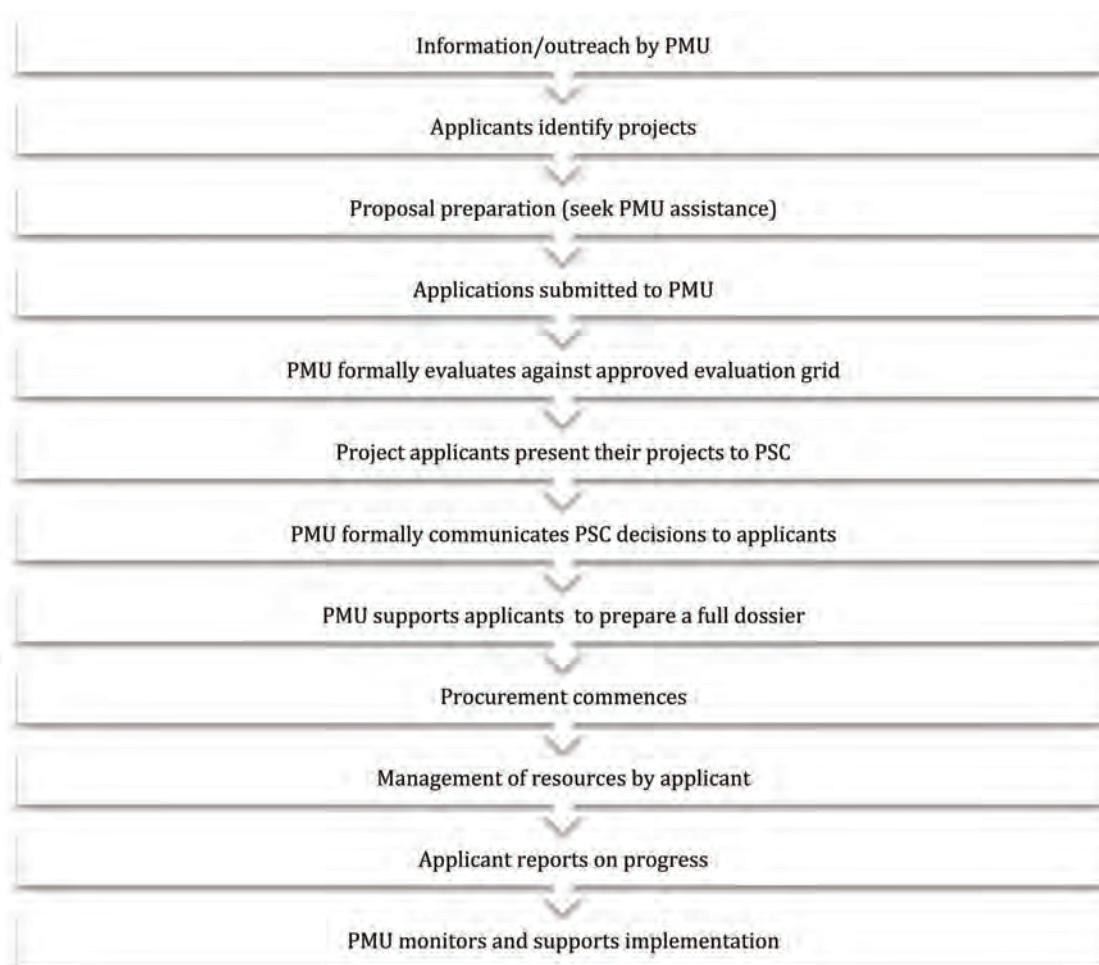 Information/outreach by PMU
Applicants identify projects
Proposal preparation (seek PMU assistance)
Applications submitted to PMU
PMU formally evaluates against approved evaluation grid
Project applicants present their projects to PSC
PMU formally communicates PSC decisions to applicants
PMU supports applicants to prepare a full dossier
Procurement commences
Management of resources by applicant
Applicant reports on progress
PMU monitors and supports implementation